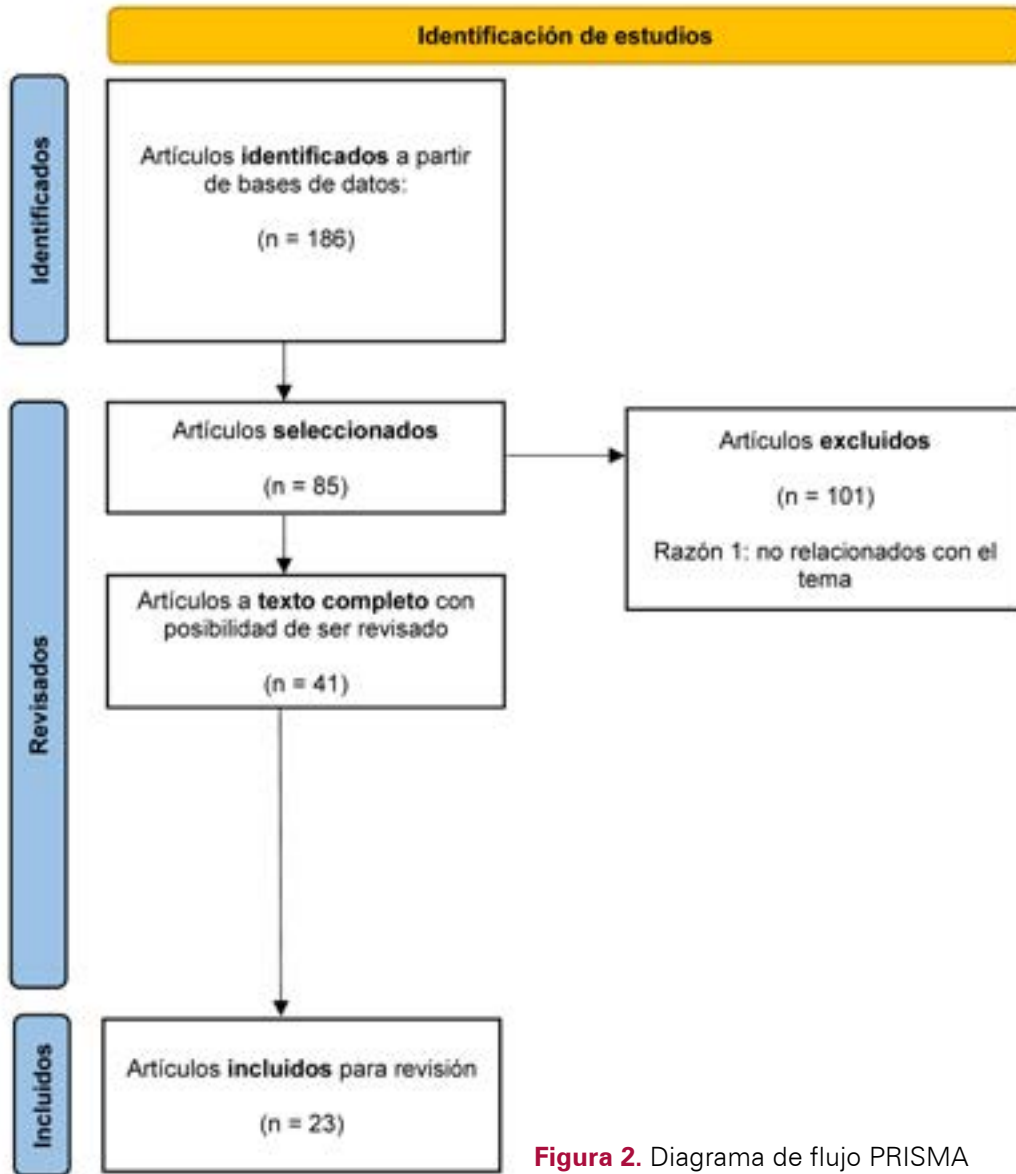 Identificación de estudios
Identificados
Artículos identificados a partir
de bases de datos:
(n = 186)
Revisados
Artículos seleccionados
(n = 85)
Artículos excluidos
(n = 101)
Razón 1: no relacionados con el
tema
Artículos a texto completo con
posibilidad de ser revisado
(n = 41)
Incluidos
Artículos incluidos para revisión
(n = 23)
Figura 2. Diagrama de flujo PRISMA